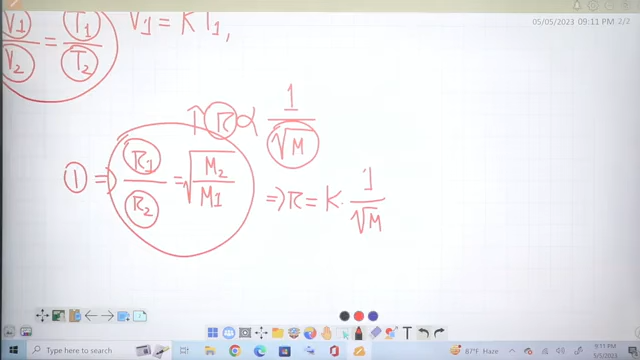 05/05/2023 09:11 PM 2/2
V1/V2 = T1/T2 V1 = K T1,
↑ R ∝ 1/√M
① ⇒ R1/R2 = √(M2/M1) ⇒ R = K · 1/√M
Type here to search
87°F Haze
9:11 PM
5/5/2023